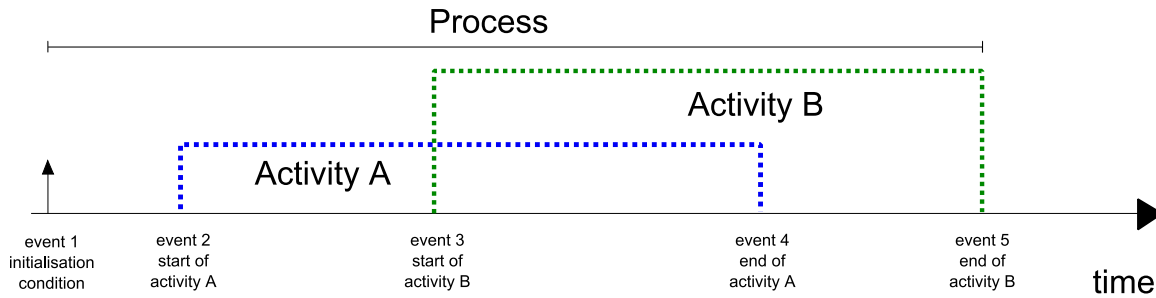 Process
Activity B
Activity A
event 1
initialisation
condition
event 2
start of
activity A
event 3
start of
activity B
event 4
end of
activity A
event 5
end of
activity B
time